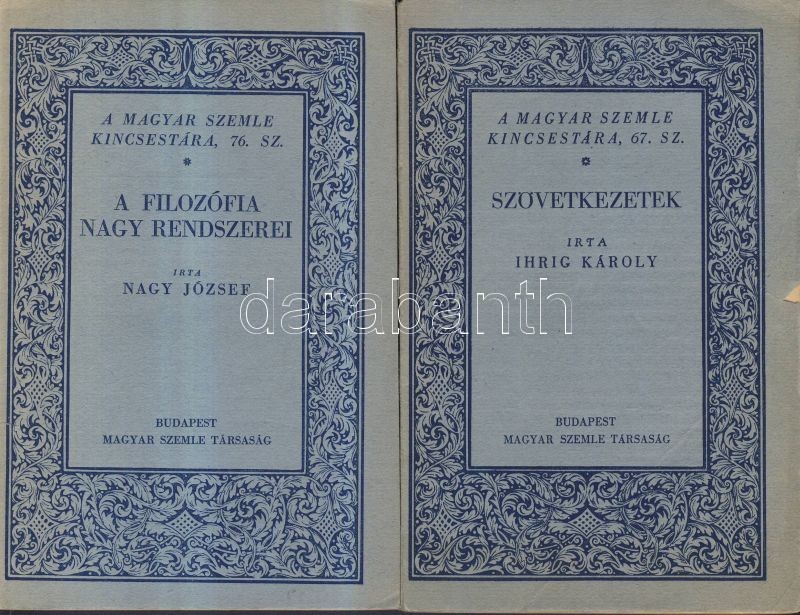 A MAGYAR SZEMLE
KINCSESTÁRA, 76. SZ.
*
A FILOZÓFIA
NAGY RENDSZEREI
IRTA
NAGY JÓZSEF
BUDAPEST
MAGYAR SZEMLE TÁRSASÁG
A MAGYAR SZEMLE
KINCSESTÁRA, 67. SZ.
*
SZÖVETKEZETEK
IRTA
IHRIG KÁROLY
BUDAPEST
MAGYAR SZEMLE TÁRSASÁG
darabanth